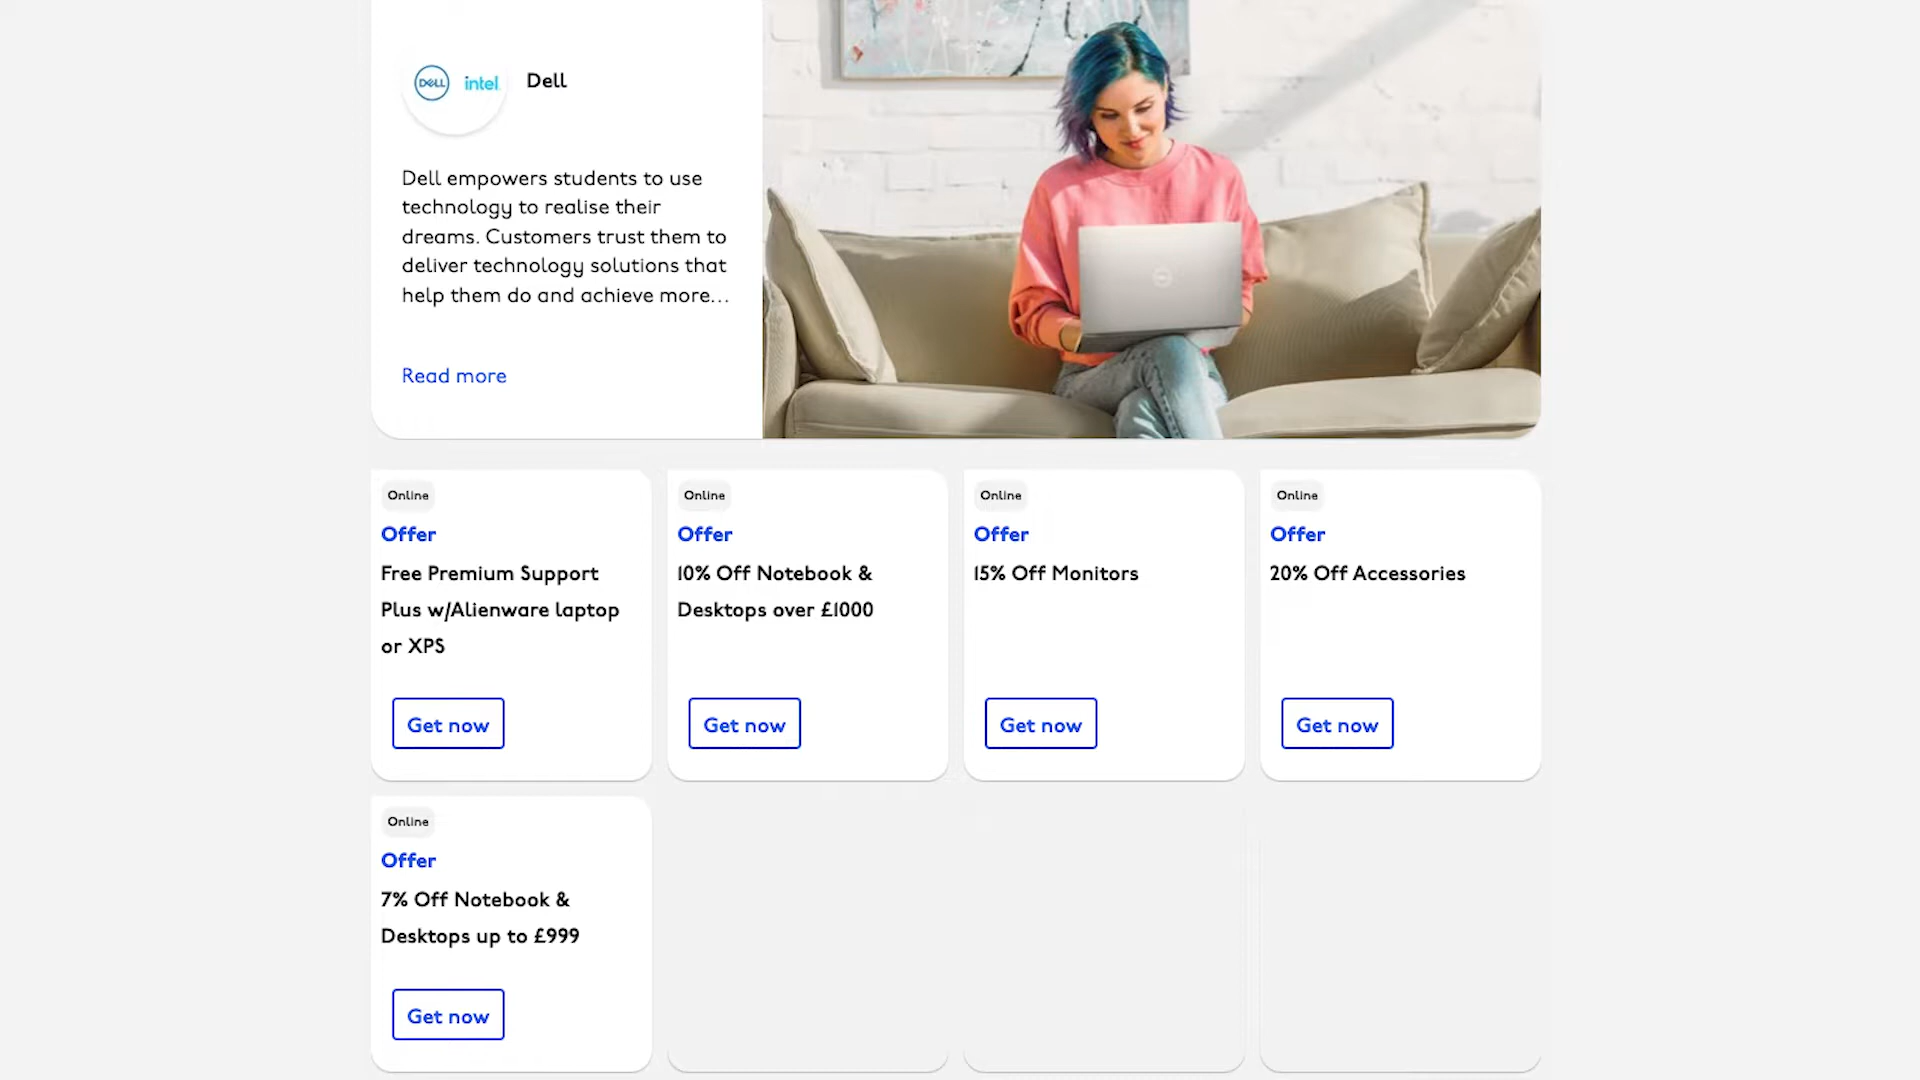 DELL intel Dell
Dell empowers students to use
technology to realise their
dreams. Customers trust them to
deliver technology solutions that
help them do and achieve more...
Read more
Online
Offer
Free Premium Support
Plus w/Alienware laptop
or XPS
Get now
Online
Offer
10% Off Notebook &
Desktops over £1000
Get now
Online
Offer
15% Off Monitors
Get now
Online
Offer
20% Off Accessories
Get now
Online
Offer
7% Off Notebook &
Desktops up to £999
Get now